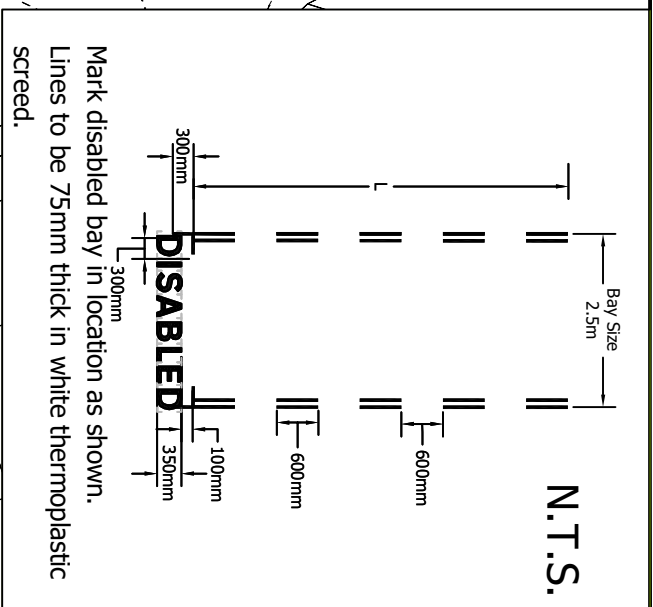 N.T.S.
Bay Size
2.5m
L
600mm
600mm
300mm
100mm
350mm
DISABLED
300mm
Mark disabled bay in location as shown.
Lines to be 75mm thick in white thermoplastic
screed.